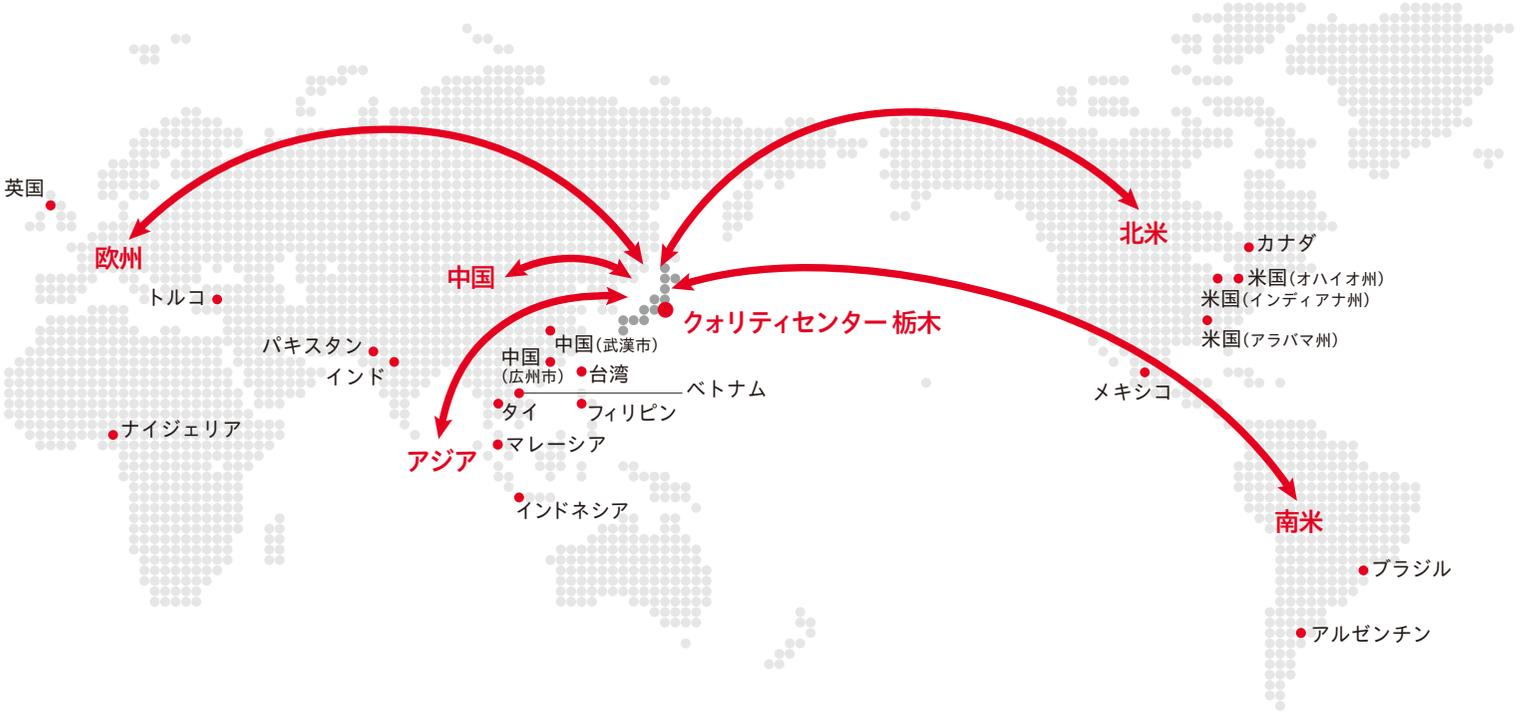 英国
欧州
トルコ
パキスタン
インド
ナイジェリア
中国
アジア
クォリティセンター 栃木
中国(武漢市)
中国
(広州市)
台湾
ベトナム
タイ
フィリピン
マレーシア
インドネシア
北米
カナダ
米国(オハイオ州)
米国(インディアナ州)
米国(アラバマ州)
メキシコ
南米
ブラジル
アルゼンチン